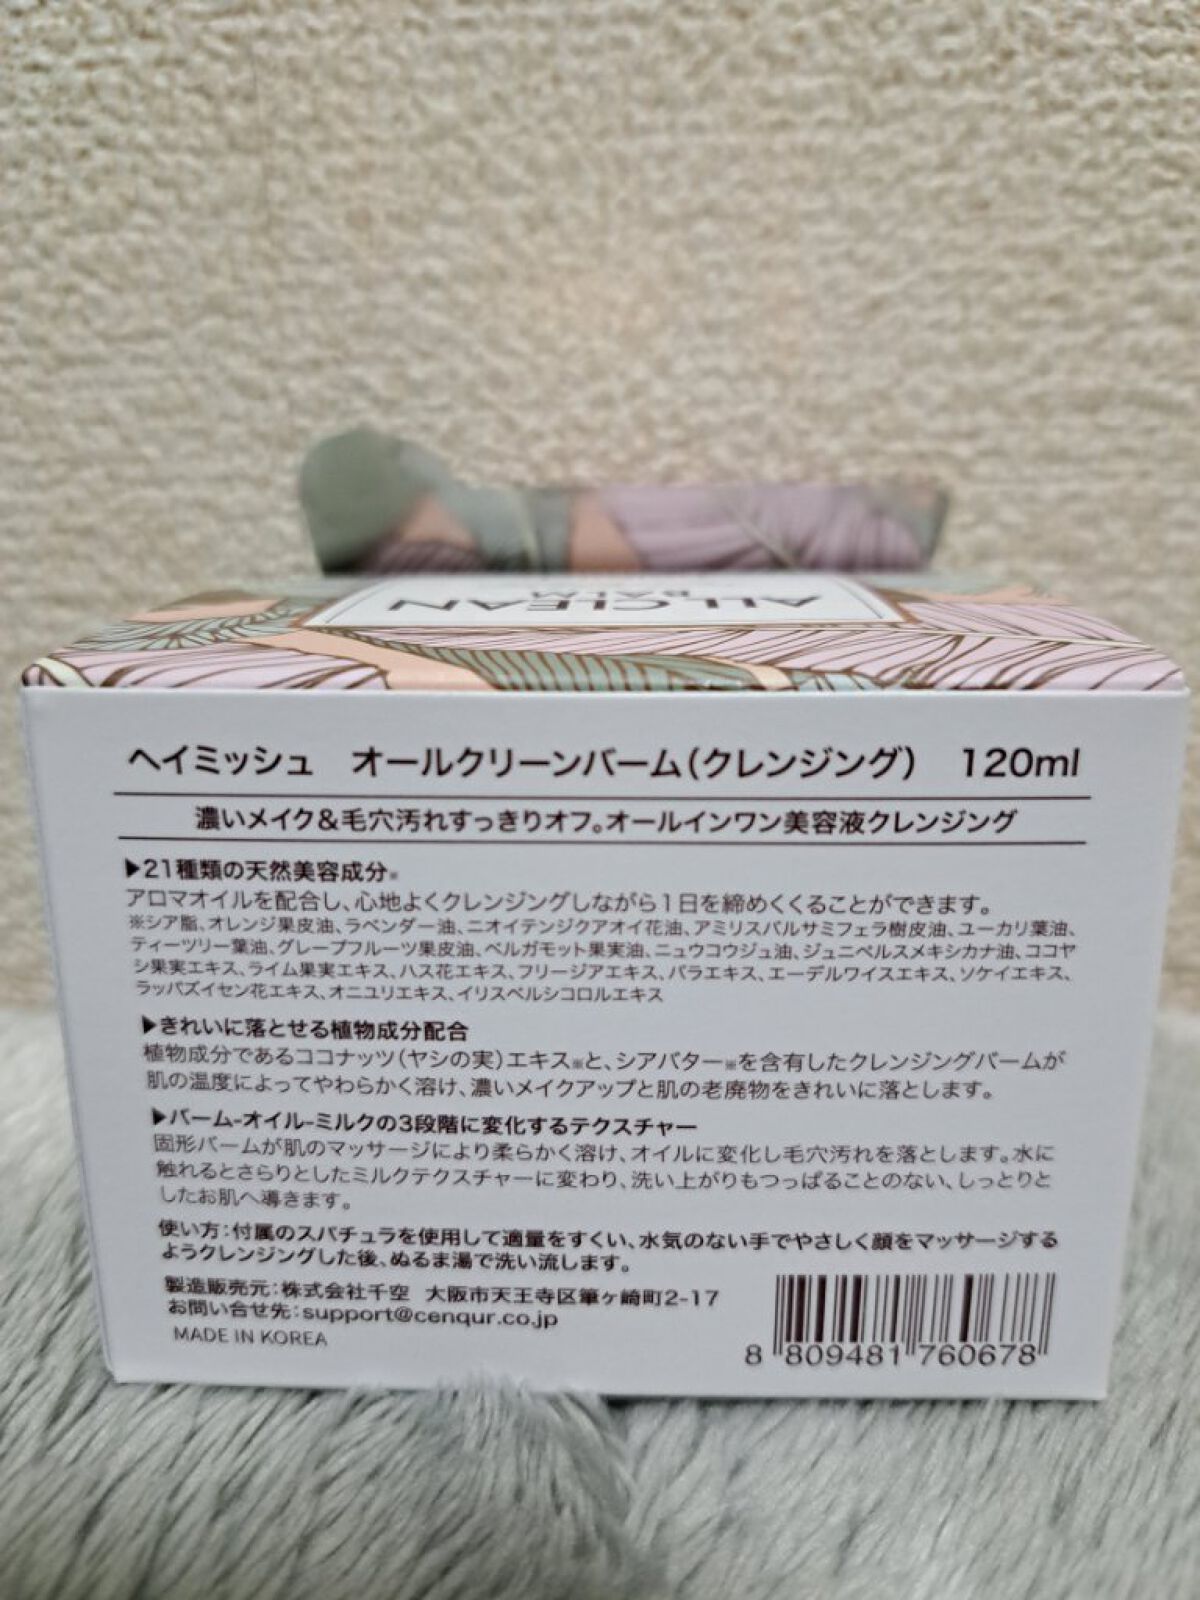 ALL CLEAN
BALM
ヘイミッシュ　オールクリーンバーム（クレンジング）　120ml
濃いメイク＆毛穴汚れすっきりオフ。オールインワン美容液クレンジング
▶21種類の天然美容成分※
アロマオイルを配合し、心地よくクレンジングしながら1日を締めくくることができます。
※シア脂、オレンジ果皮油、ラベンダー油、ニオイテンジクアオイ花油、アミリスバルサミフェラ樹皮油、ユーカリ葉油、
ティーツリー葉油、グレープフルーツ果皮油、ベルガモット果実油、ニュウコウジュ油、ジュニペルスメキシカナ油、ココヤ
シ果実エキス、ライム果実エキス、ハス花エキス、フリージアエキス、バラエキス、エーデルワイスエキス、ソケイエキス、
ラッパズイセン花エキス、オニユリエキス、イリスベルシコロルエキス
▶きれいに落とせる植物成分配合
植物成分であるココナッツ（ヤシの実）エキス※と、シアバター※を含有したクレンジングバームが
肌の温度によってやわらかく溶け、濃いメイクアップと肌の老廃物をきれいに落とします。
▶バーム-オイル-ミルクの3段階に変化するテクスチャー
固形バームが肌のマッサージにより柔らかく溶け、オイルに変化し毛穴汚れを落とします。水に
触れるとさらりとしたミルクテクスチャーに変わり、洗い上がりもつっぱることのない、しっとりと
したお肌へ導きます。
使い方：付属のスパチュラを使用して適量をすくい、水気のない手でやさしく顔をマッサージする
ようクレンジングした後、ぬるま湯で洗い流します。
製造販売元：株式会社千空　大阪市天王寺区筆ヶ崎町2-17
お問い合せ先：support@cenqur.co.jp
MADE IN KOREA
8 809481 760678